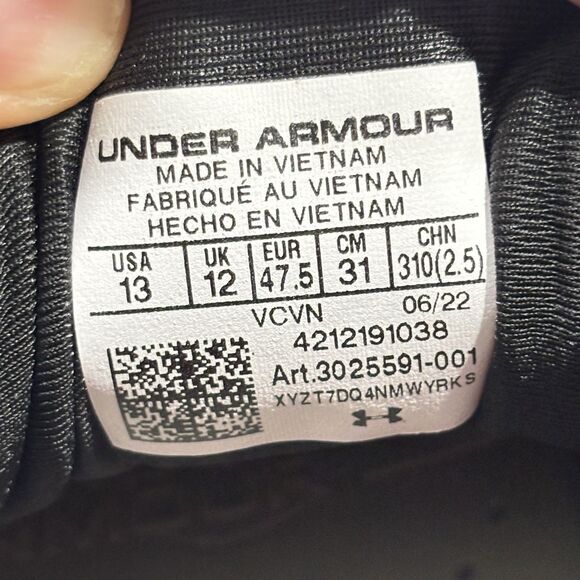 UNDER ARMOUR
MADE IN VIETNAM
FABRIQUÉ AU VIETNAM
HECHO EN VIETNAM
USA UK EUR CM CHN
13 12 47.5 31 310(2.5)
VCVN 06/22
4212191038
Art.3025591-001
XYZT7DQ4NMWYRKS